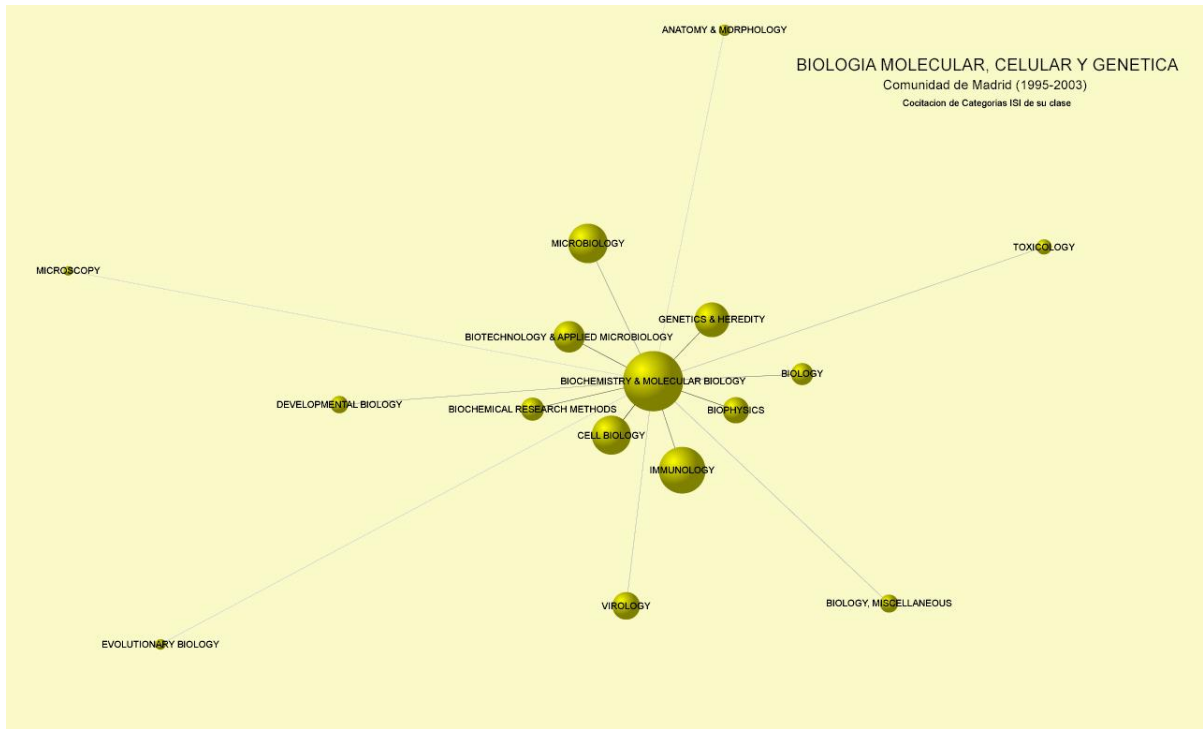 ANATOMY & MORPHOLOGY
BIOLOGIA MOLECULAR, CELULAR Y GENETICA
Comunidad de Madrid (1995-2003)
Cocitacion de Categorias ISI de su clase
MICROBIOLOGY
TOXICOLOGY
MICROSCOPY
GENETICS & HEREDITY
BIOTECHNOLOGY & APPLIED MICROBIOLOGY
BIOLOGY
BIOCHEMISTRY & MOLECULAR BIOLOGY
DEVELOPMENTAL BIOLOGY
BIOCHEMICAL RESEARCH METHODS
BIOPHYSICS
CELL BIOLOGY
IMMUNOLOGY
VIROLOGY
BIOLOGY, MISCELLANEOUS
EVOLUTIONARY BIOLOGY